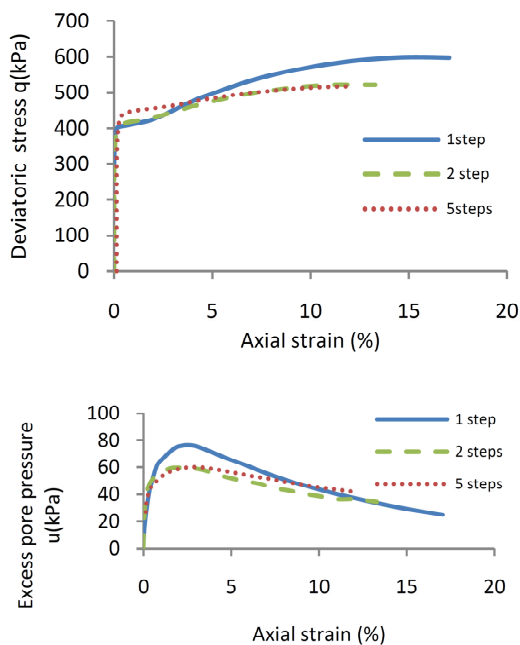 700
600
500
400
300
200
100
0
Deviatoric stress q(kPa)
1step
2 step
5steps
0 5 10 15 20
Axial strain (%)
100
80
60
40
20
0
Excess pore pressure
u(kPa)
1 step
2 steps
5 steps
0 5 10 15 20
Axial strain (%)